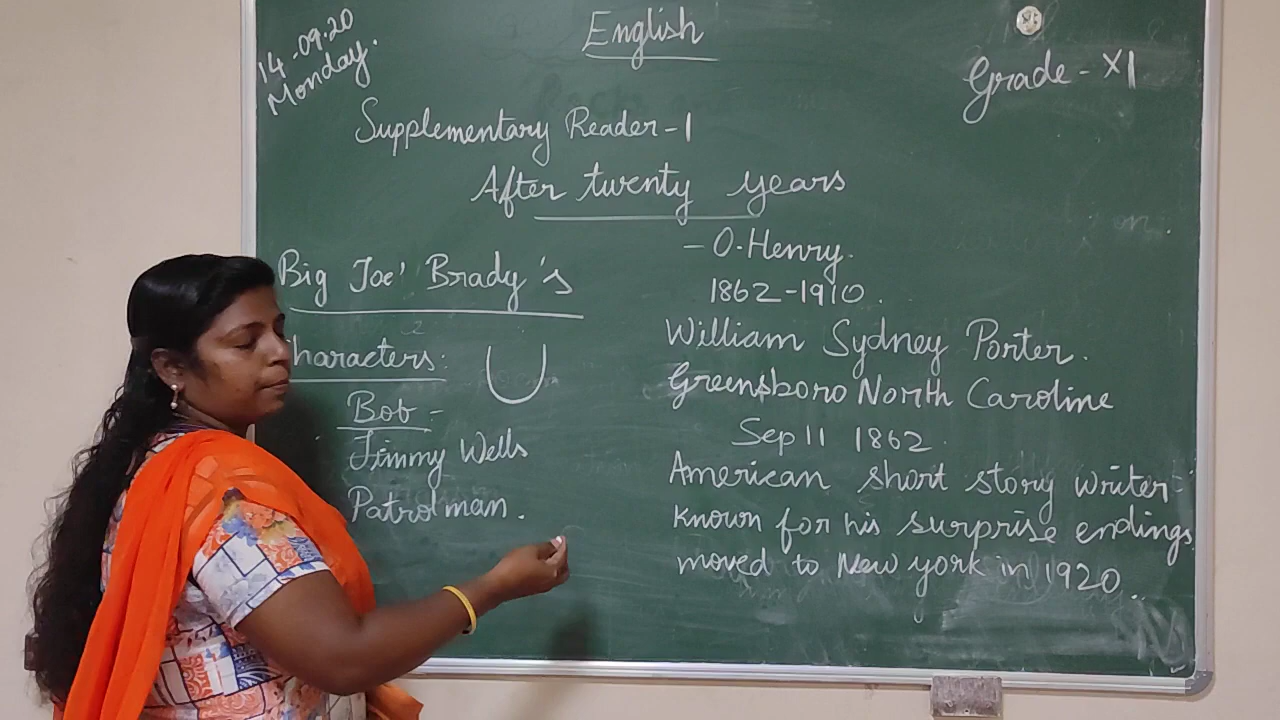 14-09-20
Monday.
English
Grade - XI
Supplementary Reader-1
After twenty years
- O. Henry.
1862-1910.
Big Joe' Brady's
Characters:
Bob -
Jimmy Wells
Patrolman.
William Sydney Porter.
Greensboro North Caroline
Sep 11 1862.
American short story writer-
known for his surprise endings
moved to New york in 1920..